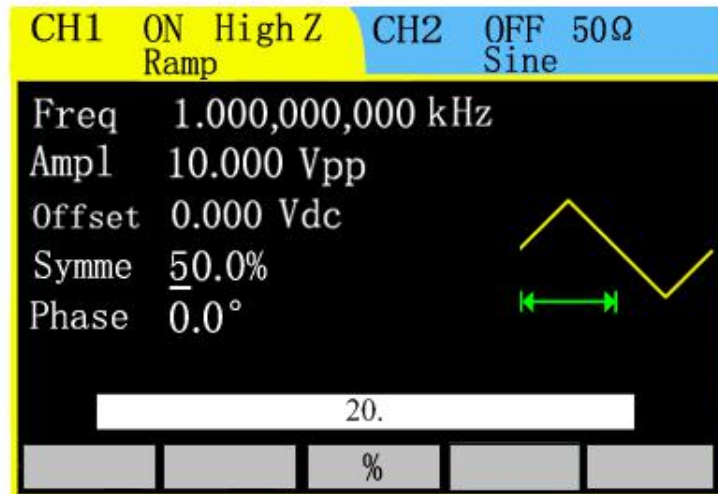 CH1 ON High Z CH2 OFF 50Ω
Ramp Sine
Freq 1.000,000,000 kHz
Ampl 10.000 Vpp
Offset 0.000 Vdc
Symme 50.0%
Phase 0.0°
20.
%